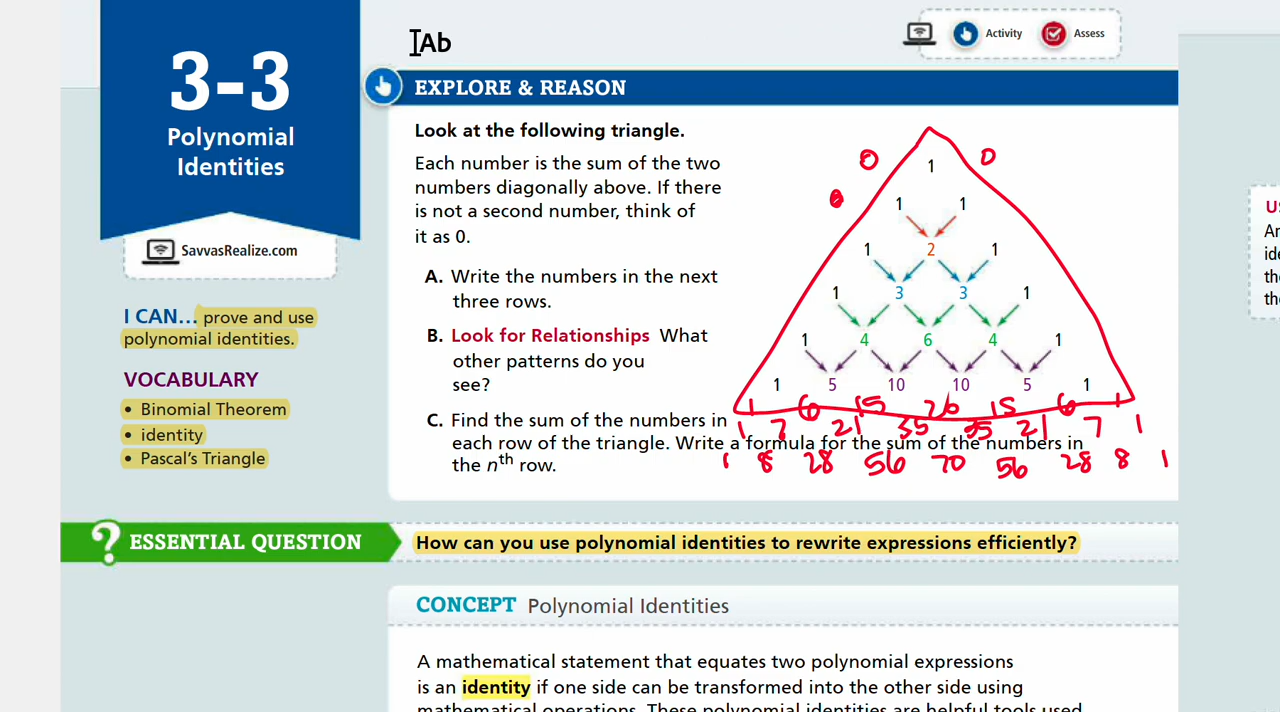 3-3
Polynomial
Identities
SavvasRealize.com
I CAN... prove and use
polynomial identities.
VOCABULARY
• Binomial Theorem
• identity
• Pascal's Triangle
Ab
Activity
Assess
EXPLORE & REASON
Look at the following triangle.
Each number is the sum of the two
numbers diagonally above. If there
is not a second number, think of
it as 0.
A. Write the numbers in the next
three rows.
B. Look for Relationships What
other patterns do you
see?
C. Find the sum of the numbers in
each row of the triangle. Write a formula for the sum of the numbers in
the nth row.
0 0
1
1 1
1 2 1
1 3 3 1
1 4 6 4 1
1 5 10 10 5 1
1 6 15 20 15 6 1
1 7 21 35 35 21 7 1
1 8 28 56 70 56 28 8 1
? ESSENTIAL QUESTION
How can you use polynomial identities to rewrite expressions efficiently?
CONCEPT Polynomial Identities
A mathematical statement that equates two polynomial expressions
is an identity if one side can be transformed into the other side using
mathematical operations. These polynomial identities are helpful tools used